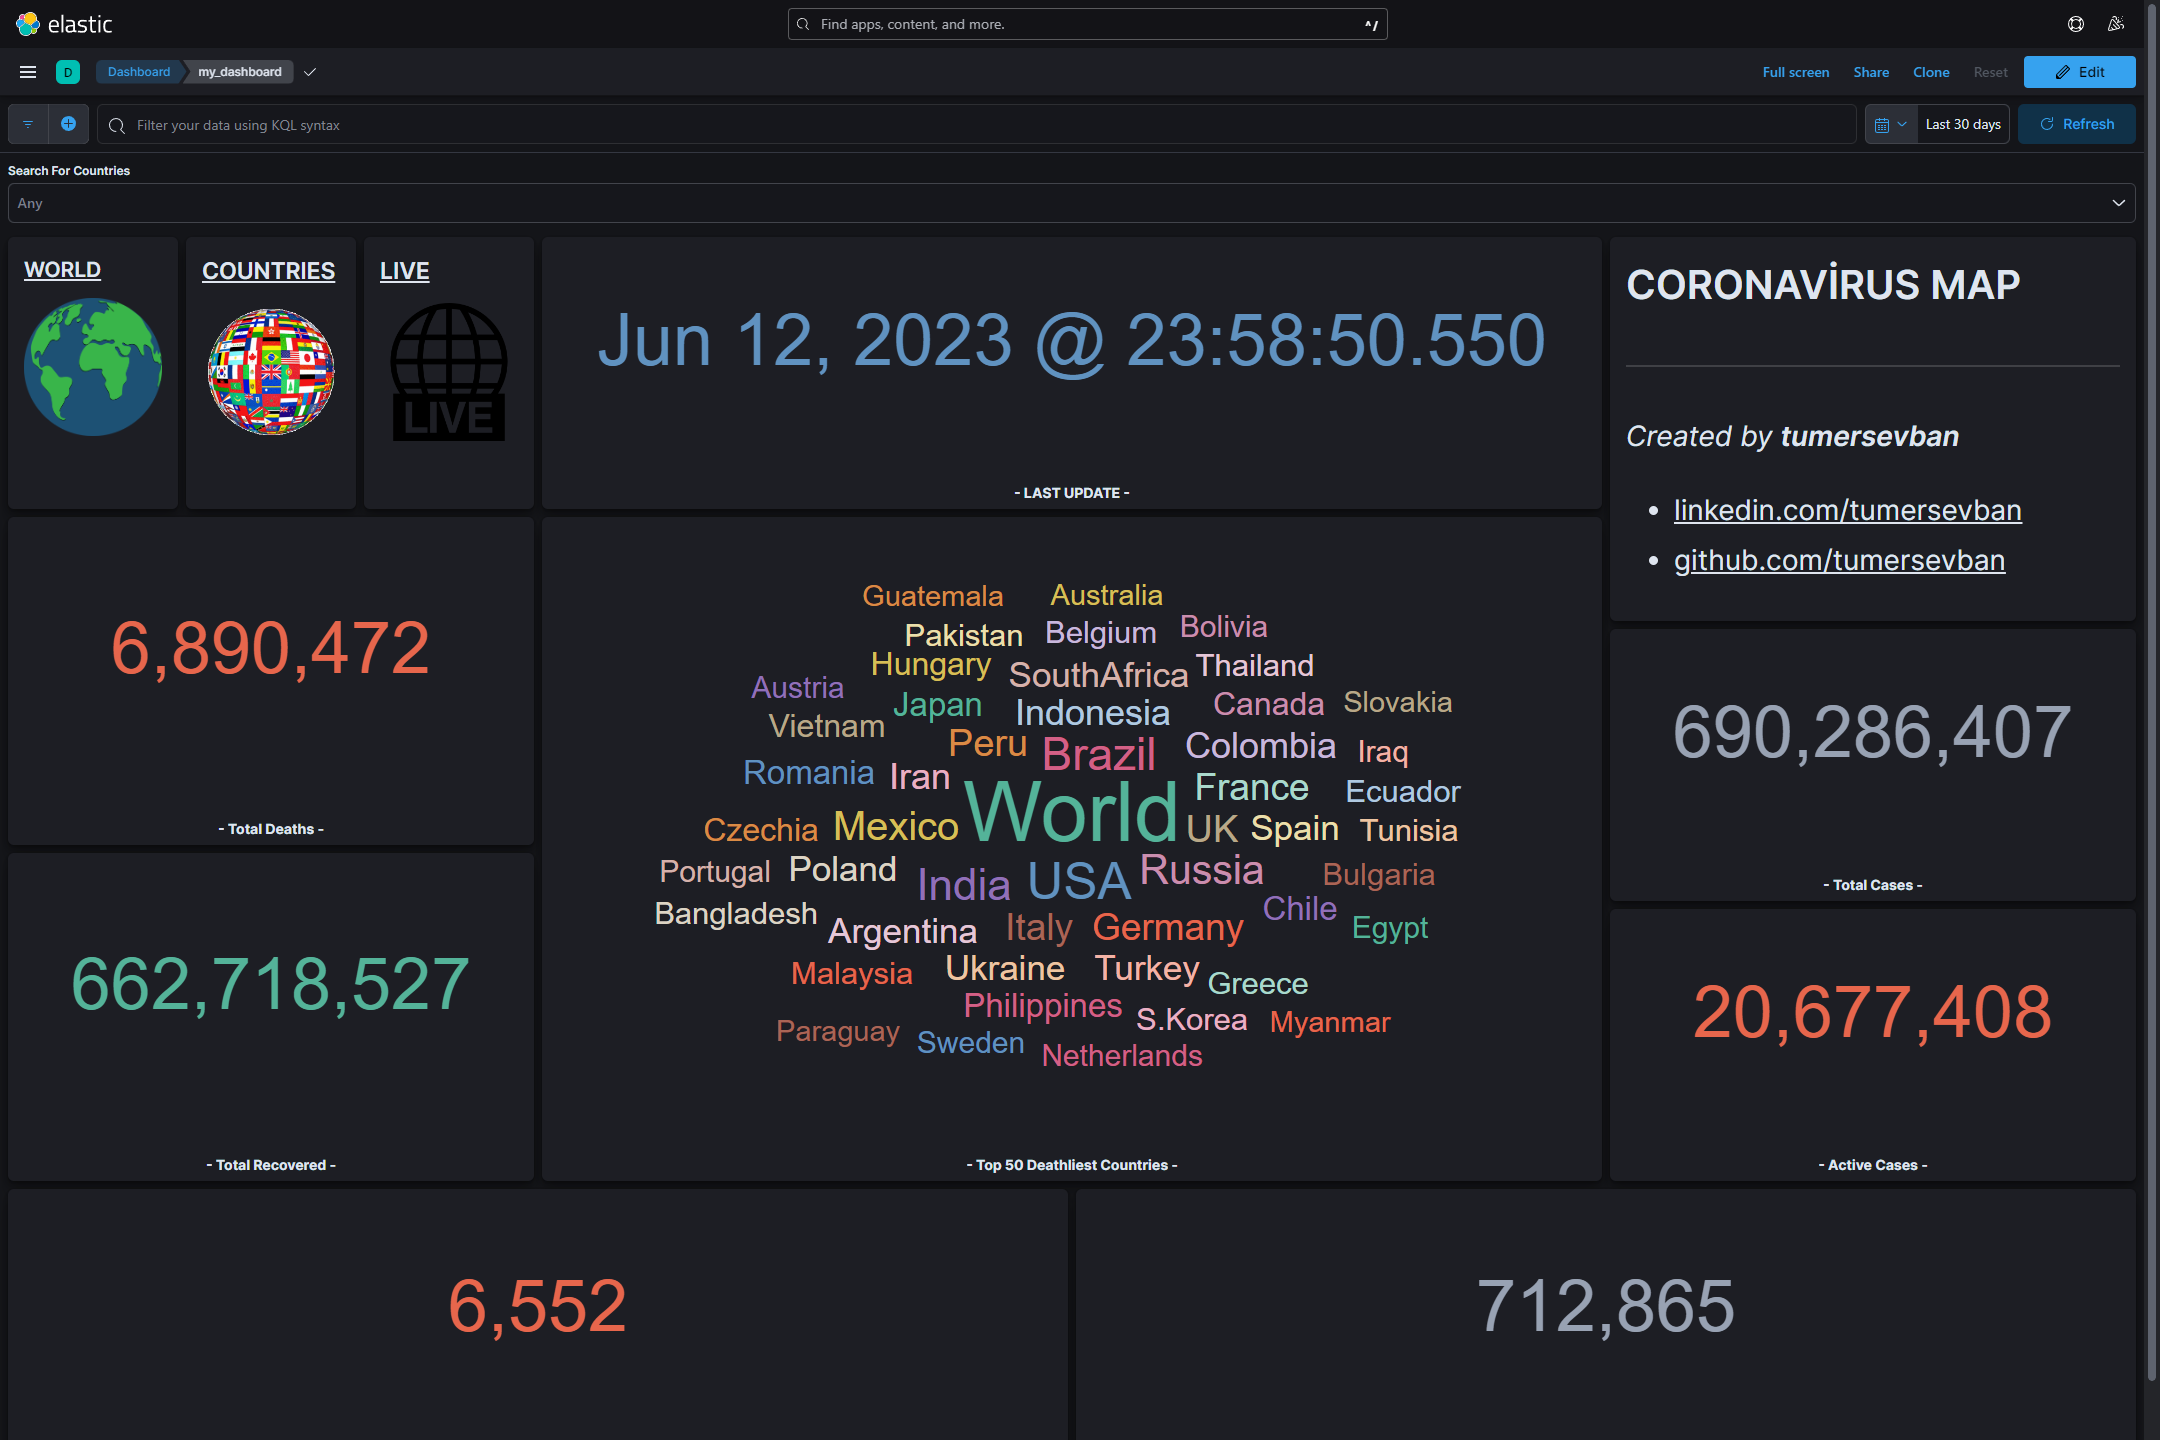 elastic
Find apps, content, and more.
^/
D
Dashboard
my_dashboard
Full screen
Share
Clone
Reset
Edit
Filter your data using KQL syntax
Last 30 days
Refresh
Search For Countries
Any
WORLD
COUNTRIES
LIVE
LIVE
Jun 12, 2023 @ 23:58:50.550
- LAST UPDATE -
CORONAVİRUS MAP
Created by tumersevban
• linkedin.com/tumersevban
• github.com/tumersevban
6,890,472
- Total Deaths -
662,718,527
- Total Recovered -
Guatemala Australia
Pakistan Belgium Bolivia
Hungary SouthAfrica Thailand
Austria Japan Indonesia Canada Slovakia
Vietnam Peru Brazil Colombia Iraq
Romania Iran World France Ecuador
Czechia Mexico UK Spain Tunisia
Portugal Poland India USA Russia Bulgaria
Bangladesh Argentina Italy Germany Chile Egypt
Malaysia Ukraine Turkey Greece
Philippines S.Korea Myanmar
Paraguay Sweden Netherlands
- Top 50 Deathliest Countries -
690,286,407
- Total Cases -
20,677,408
- Active Cases -
6,552
712,865